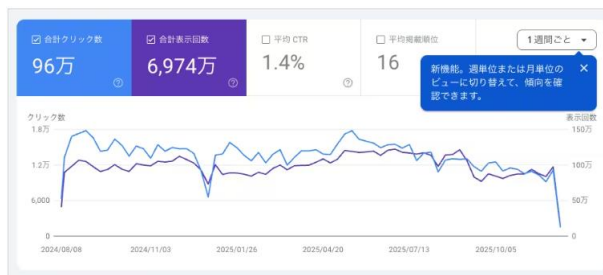 合計クリック数
96万
合計表示回数
6,974万
平均 CTR
1.4%
平均掲載順位
16
1週間ごと
新機能。週単位または月単位の
ビューに切り替えて、傾向を確
認できます。
クリック数
表示回数
1.8万
1.2万
6,000
0
150万
100万
50万
0
2024/08/08
2024/11/03
2025/01/26
2025/04/20
2025/07/13
2025/10/05